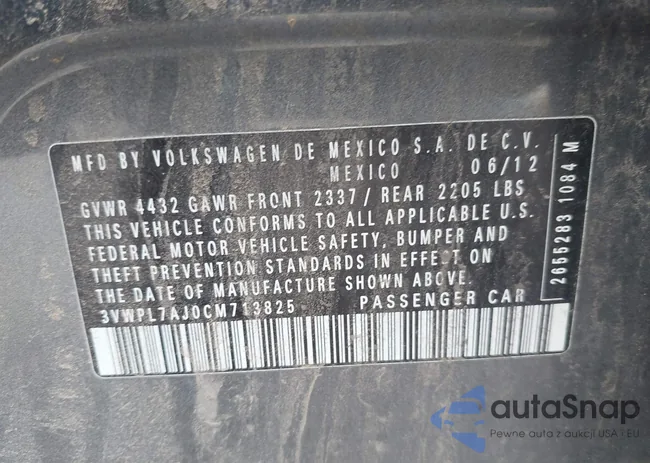 MFD BY VOLKSWAGEN DE MEXICO S.A. DE C.V.
MEXICO 06/12
GVWR 4432 GAWR FRONT 2337/ REAR 2205 LBS
THIS VEHICLE CONFORMS TO ALL APPLICABLE U.S.
FEDERAL MOTOR VEHICLE SAFETY, BUMPER AND
THEFT PREVENTION STANDARDS IN EFFECT ON
THE DATE OF MANUFACTURE SHOWN ABOVE.
3VWPL7AJ0CM713825 PASSENGER CAR
2655283 1084 M
autaSnap
Pewne auta z aukcji USA i EU